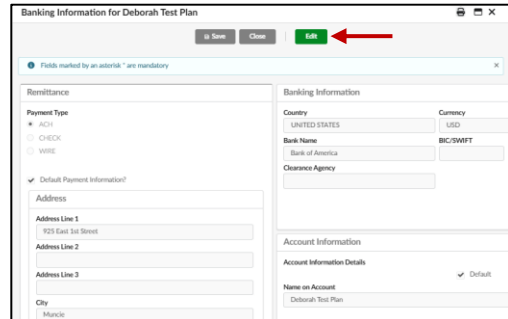 Banking Information for Deborah Test Plan
Save Close Edit
Fields marked by an asterisk * are mandatory
Remittance
Payment Type
ACH
CHECK
WIRE
Default Payment Information?
Address
Address Line 1
925 East 1st Street
Address Line 2
Address Line 3
City
Muncie
Banking Information
Country Currency
UNITED STATES USD
Bank Name BIC/SWIFT
Bank of America
Clearance Agency
Account Information
Account Information Details
Default
Name on Account
Deborah Test Plan